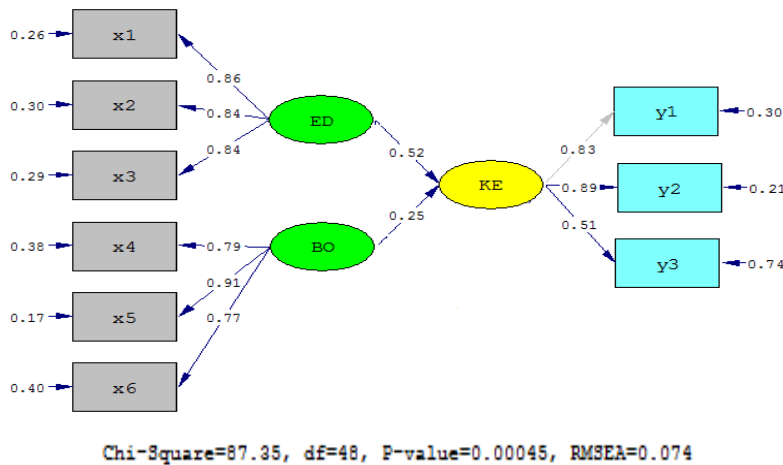 0.26 x1
0.86
0.30 x2 0.84
0.29 x3 0.84
0.38 x4 0.79
0.17 x5 0.91
0.40 x6 0.77
ED 0.52
BO 0.25
KE
0.83 y1 0.30
0.89 y2 0.21
0.51 y3 0.74
Chi-Square=87.35, df=48, P-value=0.00045, RMSEA=0.074